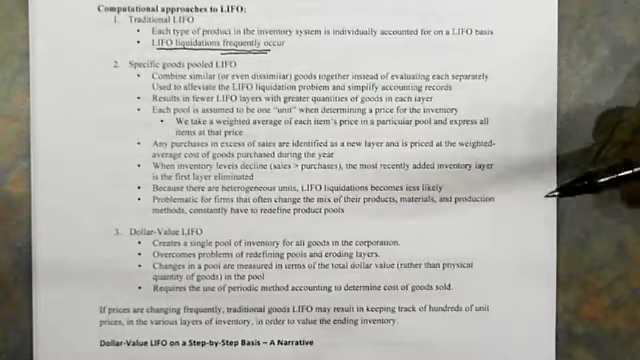 Computational approaches to LIFO:
1. Traditional LIFO
• Each type of product in the inventory system is individually accounted for on a LIFO basis
• LIFO liquidations frequently occur
2. Specific goods pooled LIFO
• Combine similar (or even dissimilar) goods together instead of evaluating each separately
Used to alleviate the LIFO liquidation problem and simplify accounting records
• Results in fewer LIFO layers with greater quantities of goods in each layer
• Each pool is assumed to be one "unit" when determining a price for the inventory
• We take a weighted average of each item's price in a particular pool and express all
items at that price
• Any purchases in excess of sales are identified as a new layer and is priced at the weighted-
average cost of goods purchased during the year
• When inventory levels decline (sales > purchases), the most recently added inventory layer
is the first layer eliminated
• Because there are heterogeneous units, LIFO liquidations becomes less likely
• Problematic for firms that often change the mix of their products, materials, and production
methods, constantly have to redefine product pools
3. Dollar-Value LIFO
• Creates a single pool of inventory for all goods in the corporation.
• Overcomes problems of redefining pools and eroding layers.
• Changes in a pool are measured in terms of the total dollar value (rather than physical
quantity of goods) in the pool
• Requires the use of periodic method accounting to determine cost of goods sold.
If prices are changing frequently, traditional goods LIFO may result in keeping track of hundreds of unit
prices, in the various layers of inventory, in order to value the ending inventory.
Dollar-Value LIFO on a Step-by-Step Basis – A Narrative